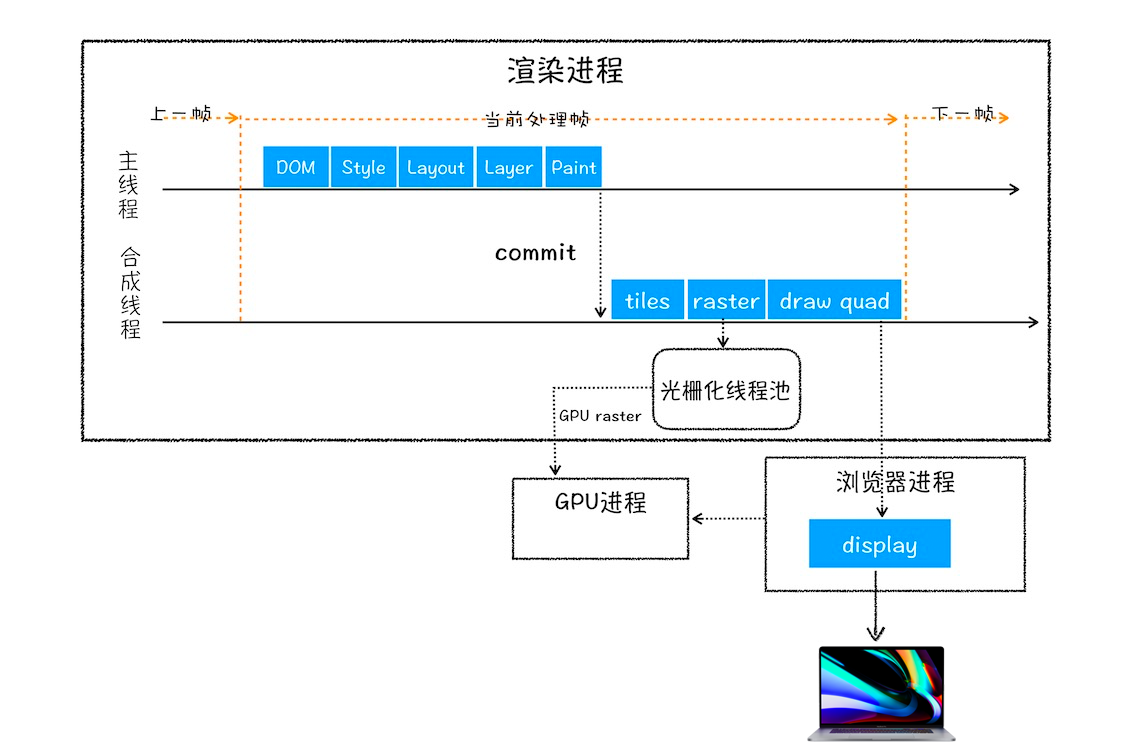 渲染进程
上一帧
当前处理帧
下一帧
主线程
DOM
Style
Layout
Layer
Paint
commit
合成线程
tiles
raster
draw quad
光栅化线程池
GPU raster
GPU进程
浏览器进程
display